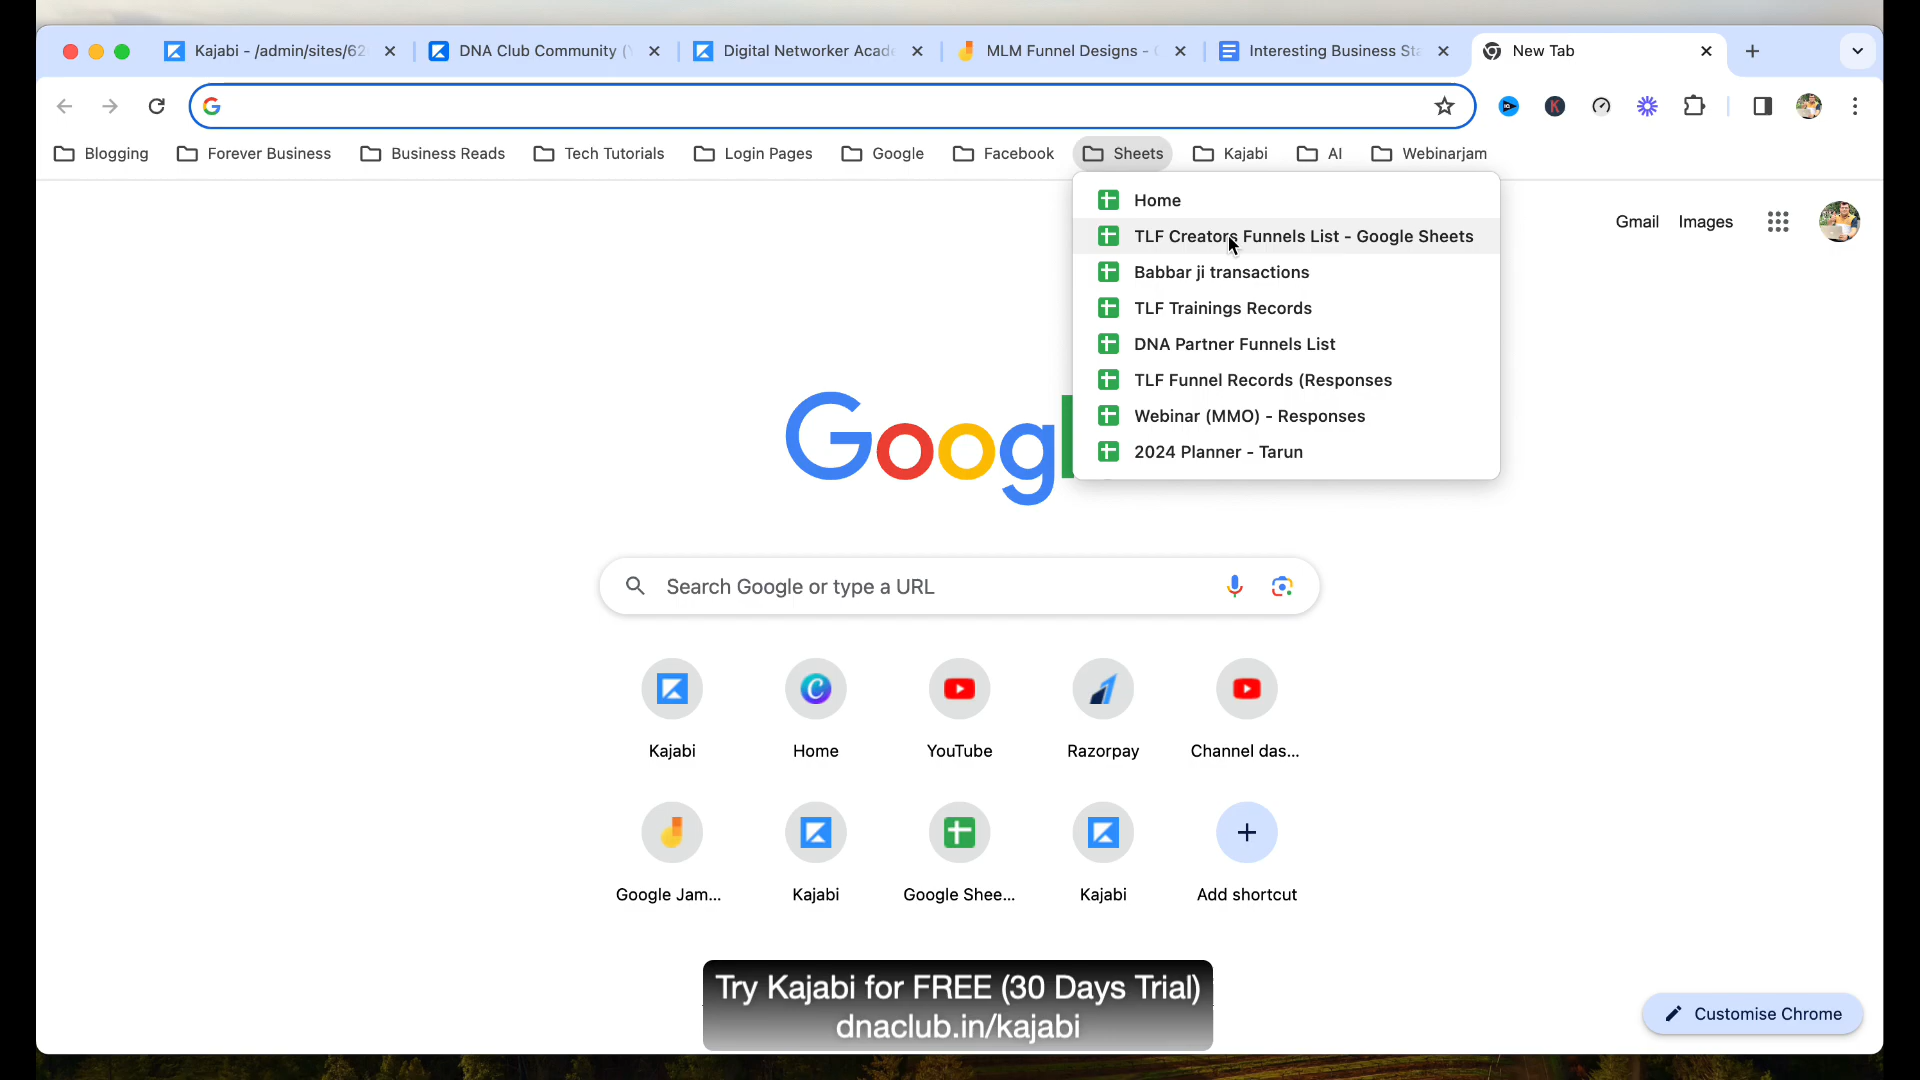 Kajabi - /admin/sites/62
DNA Club Community (
Digital Networker Acade
MLM Funnel Designs -
Interesting Business Sta
New Tab
Blogging
Forever Business
Business Reads
Tech Tutorials
Login Pages
Google
Facebook
Sheets
Kajabi
AI
Webinarjam
Home
TLF Creators Funnels List - Google Sheets
Babbar ji transactions
TLF Trainings Records
DNA Partner Funnels List
TLF Funnel Records (Responses
Webinar (MMO) - Responses
2024 Planner - Tarun
Gmail
Images
Googl
Search Google or type a URL
Kajabi
Home
YouTube
Razorpay
Channel das...
Google Jam...
Kajabi
Google Shee...
Kajabi
Add shortcut
Try Kajabi for FREE (30 Days Trial)
dnaclub.in/kajabi
Customise Chrome